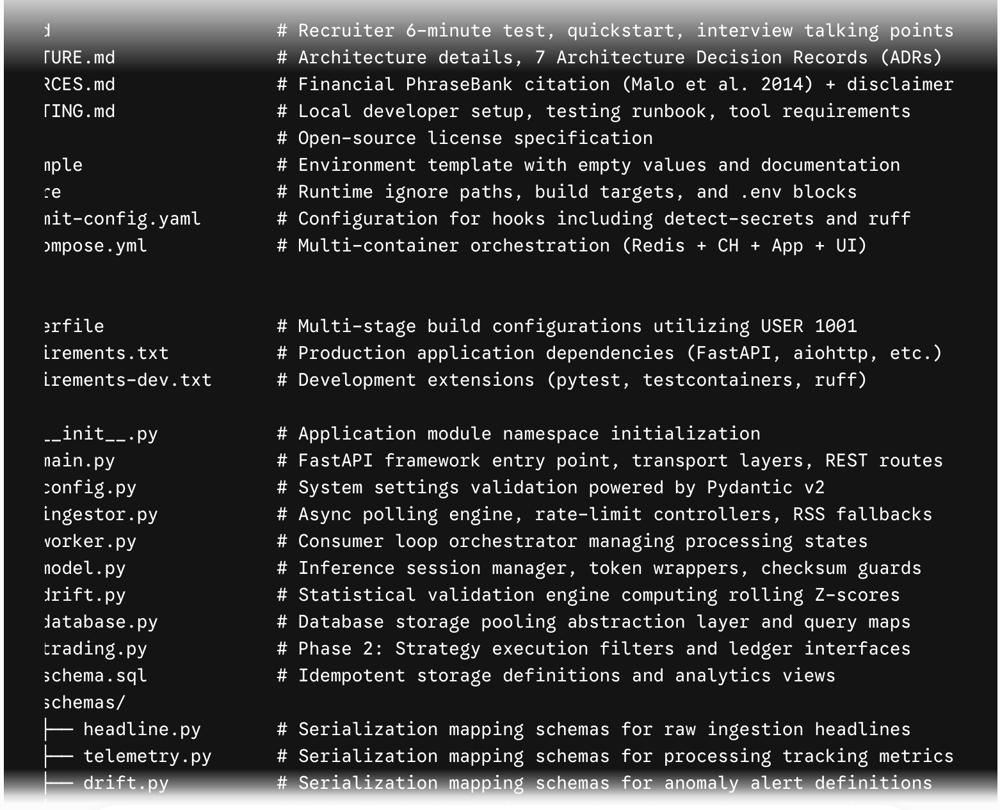 d # Recruiter 6-minute test, quickstart, interview talking points
TURE.md # Architecture details, 7 Architecture Decision Records (ADRs)
RCES.md # Financial PhraseBank citation (Malo et al. 2014) + disclaimer
TING.md # Local developer setup, testing runbook, tool requirements
# Open-source license specification
mple # Environment template with empty values and documentation
re # Runtime ignore paths, build targets, and .env blocks
mit-config.yaml # Configuration for hooks including detect-secrets and ruff
ompose.yml # Multi-container orchestration (Redis + CH + App + UI)
erfile # Multi-stage build configurations utilizing USER 1001
irements.txt # Production application dependencies (FastAPI, aiohttp, etc.)
irements-dev.txt # Development extensions (pytest, testcontainers, ruff)
__init__.py # Application module namespace initialization
main.py # FastAPI framework entry point, transport layers, REST routes
config.py # System settings validation powered by Pydantic v2
ingestor.py # Async polling engine, rate-limit controllers, RSS fallbacks
worker.py # Consumer loop orchestrator managing processing states
model.py # Inference session manager, token wrappers, checksum guards
drift.py # Statistical validation engine computing rolling Z-scores
database.py # Database storage pooling abstraction layer and query maps
trading.py # Phase 2: Strategy execution filters and ledger interfaces
schema.sql # Idempotent storage definitions and analytics views
schemas/
├── headline.py # Serialization mapping schemas for raw ingestion headlines
├── telemetry.py # Serialization mapping schemas for processing tracking metrics
├── drift.py # Serialization mapping schemas for anomaly alert definitions